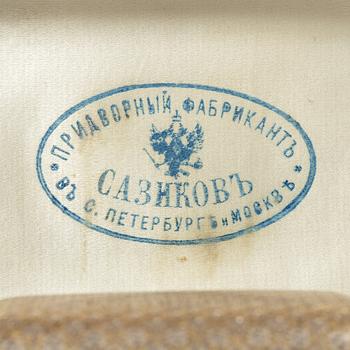 ПРИДВОРНЫЙ ФАБРИКАНТЪ
САЗИКОВЪ
ВЪ С. ПЕТЕРБУРГѢ И МОСКВѢ